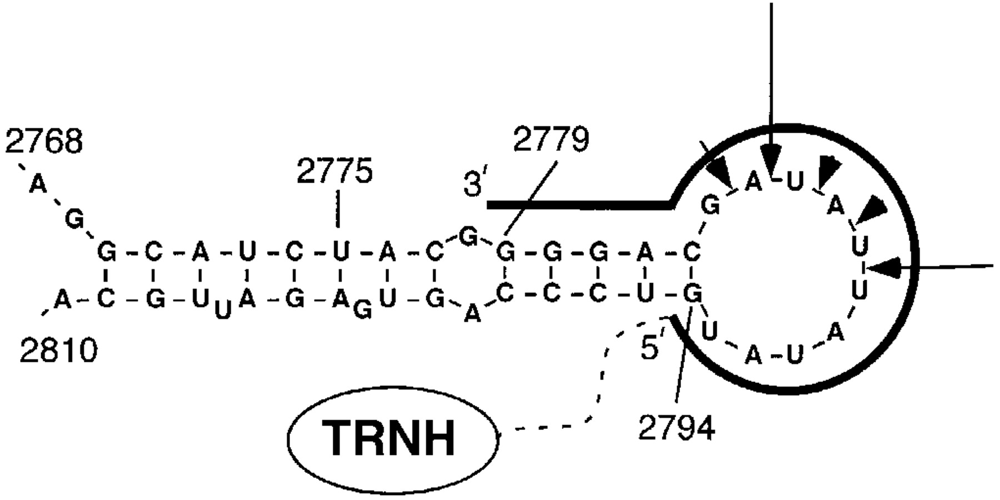 2768
2775
2779
3′
A
G
G-C-A-U-C-U-A-C-G-G-G-G-A-C
G A-U A U U A U-A U
A-C-G-U U A-G-A G U-G A C-C-C-U-G
5′
2810
TRNH
2794